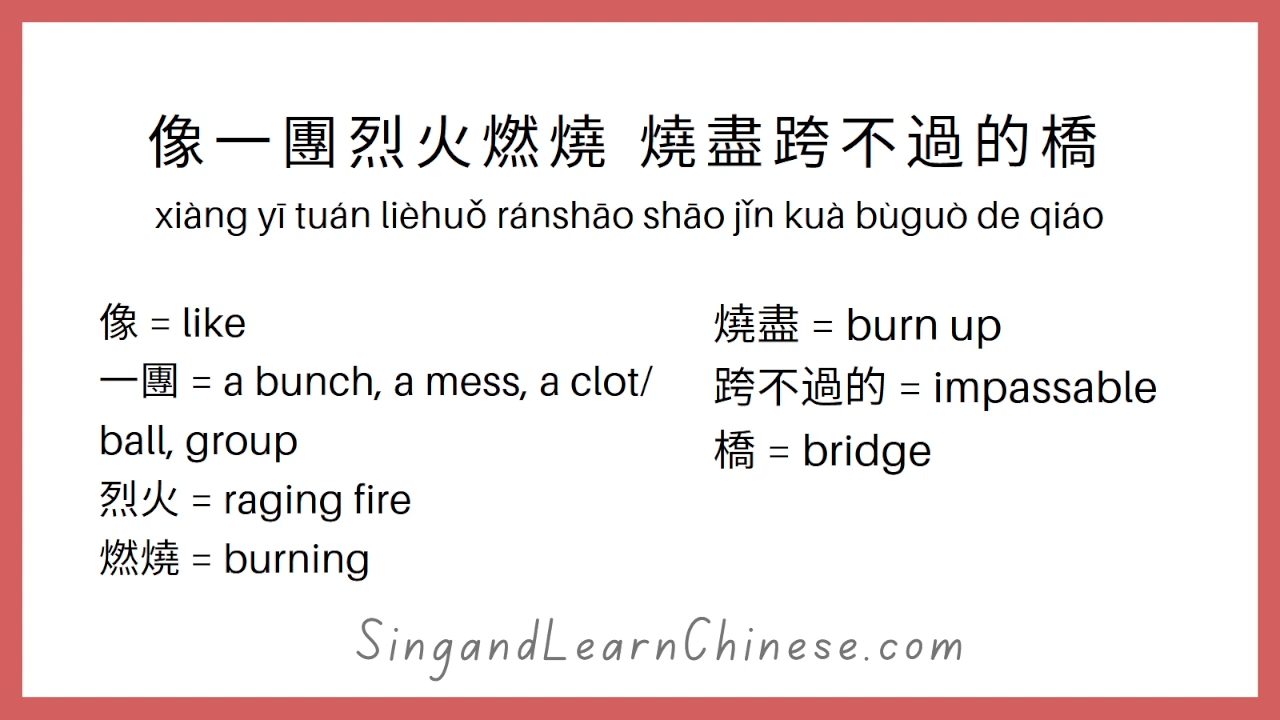 像一團烈火燃燒 燒盡跨不過的橋
xiàng yī tuán lièhuǒ ránshāo shāo jǐn kuà bùguò de qiáo
像 = like
一團 = a bunch, a mess, a clot/
ball, group
烈火 = raging fire
燃燒 = burning
燒盡 = burn up
跨不過的 = impassable
橋 = bridge
SingandLearnChinese.com